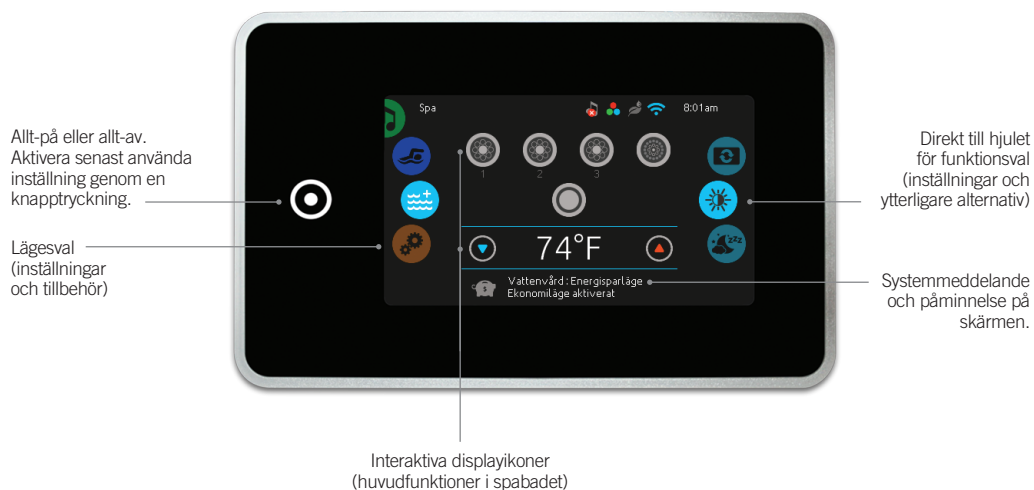 Spa
8:01am
1
2
3
74°F
Vattenvård : Energisparläge
Ekonomiläge aktiverat
Allt-på eller allt-av.
Aktivera senast använda
inställning genom en
knapptryckning.
Lägesval
(inställningar
och tillbehör)
Direkt till hjulet
för funktionsval
(inställningar och
ytterligare alternativ)
Systemmeddelande
och påminnelse på
skärmen.
Interaktiva displayikoner
(huvudfunktioner i spabadet)